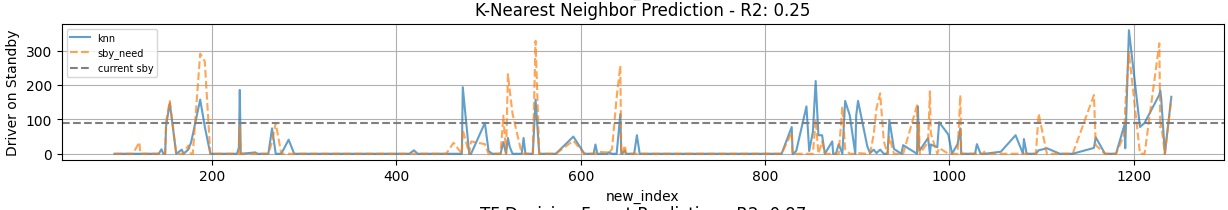 K-Nearest Neighbor Prediction - R2: 0.25
Driver on Standby
300
200
100
0
knn
sby_need
current sby
200
400
600
800
1000
1200
new_index